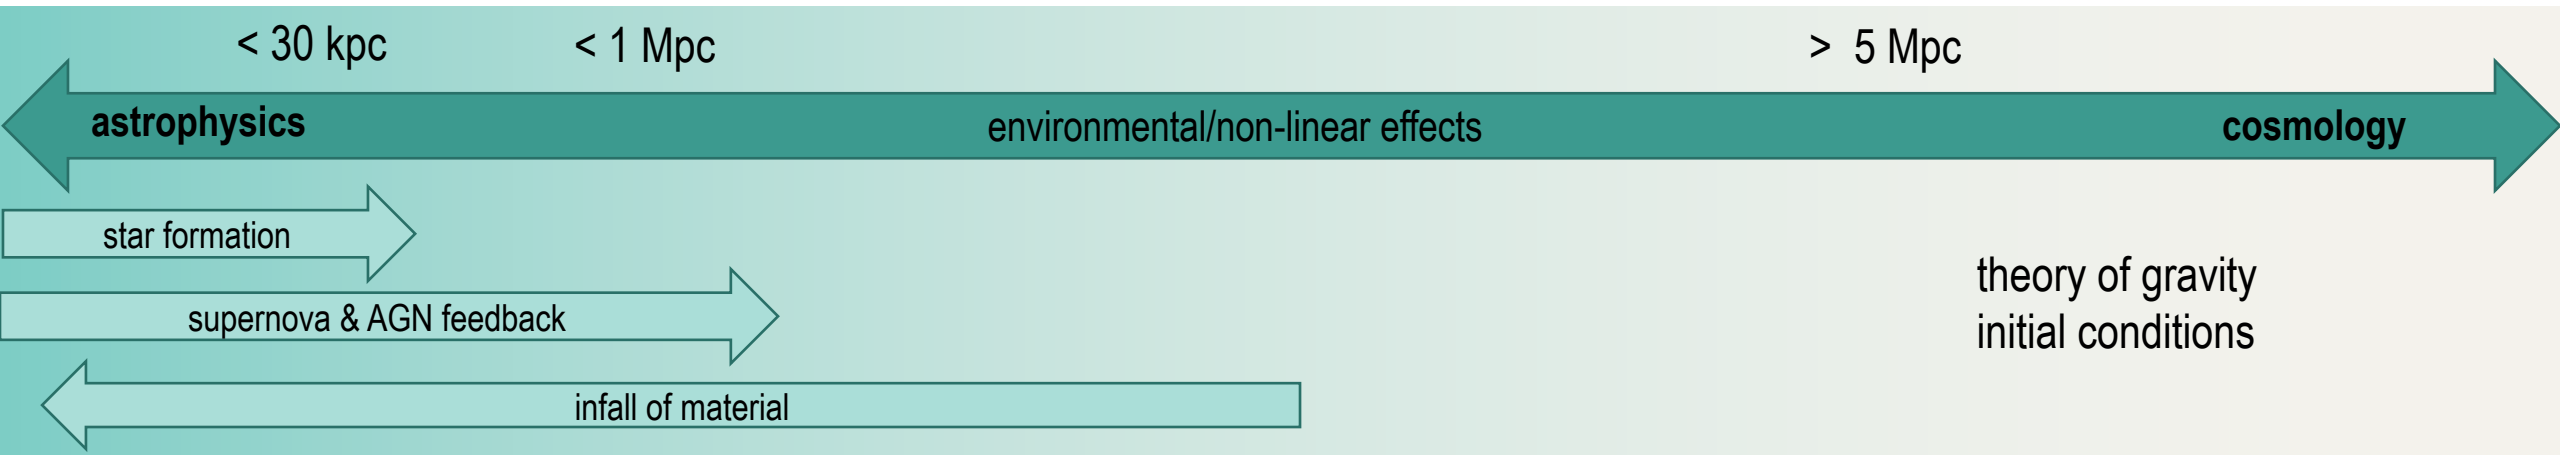 < 30 kpc
< 1 Mpc
> 5 Mpc
astrophysics
environmental/non-linear effects
cosmology
star formation
supernova & AGN feedback
infall of material
theory of gravity
initial conditions